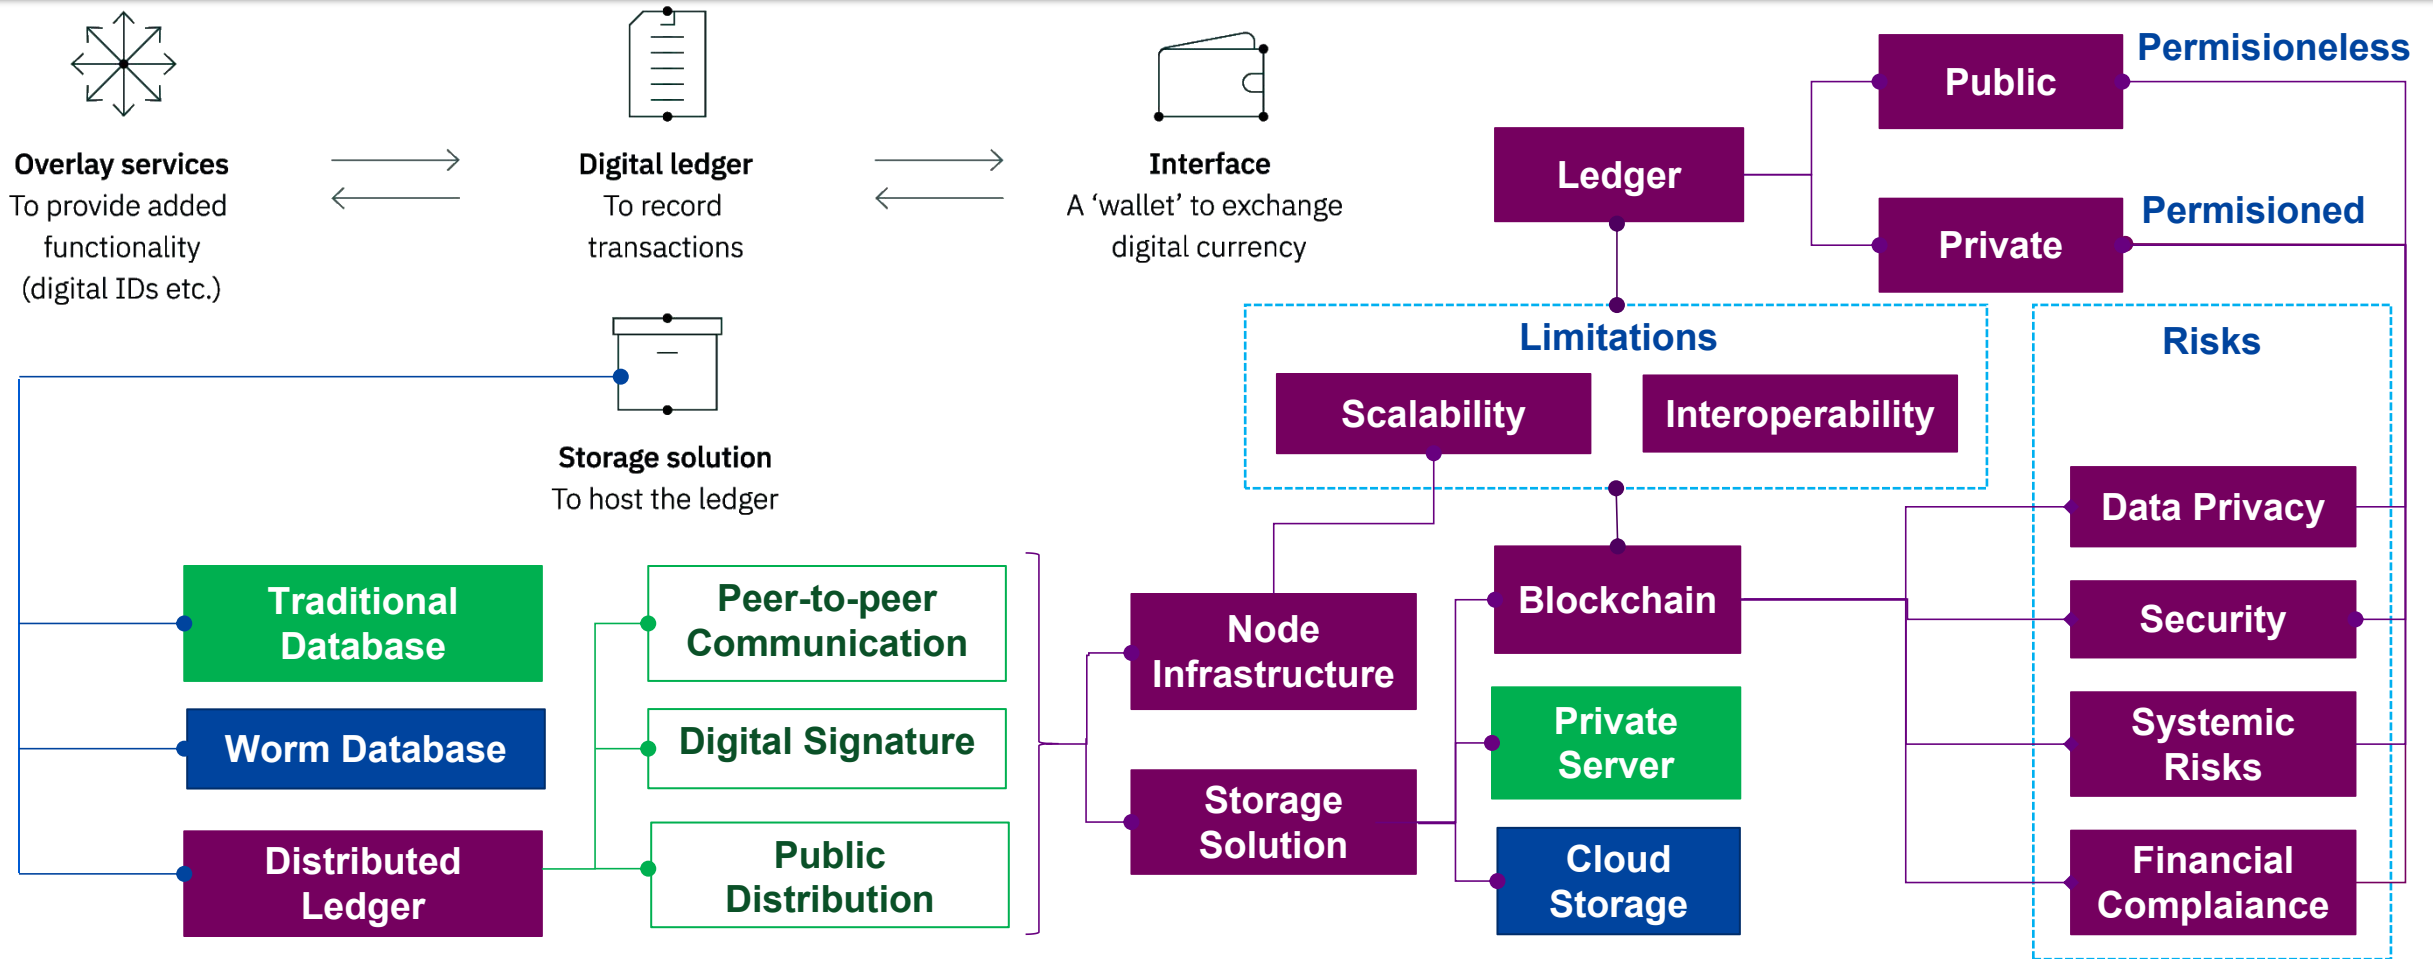 Overlay services
To provide added
functionality
(digital IDs etc.)
Digital ledger
To record
transactions
Interface
A ‘wallet’ to exchange
digital currency
Storage solution
To host the ledger
Ledger
Public
Permisioneless
Private
Permisioned
Limitations
Scalability
Interoperability
Risks
Data Privacy
Security
Systemic
Risks
Financial
Complaiance
Traditional
Database
Worm Database
Distributed
Ledger
Peer-to-peer
Communication
Digital Signature
Public
Distribution
Node
Infrastructure
Storage
Solution
Blockchain
Private
Server
Cloud
Storage